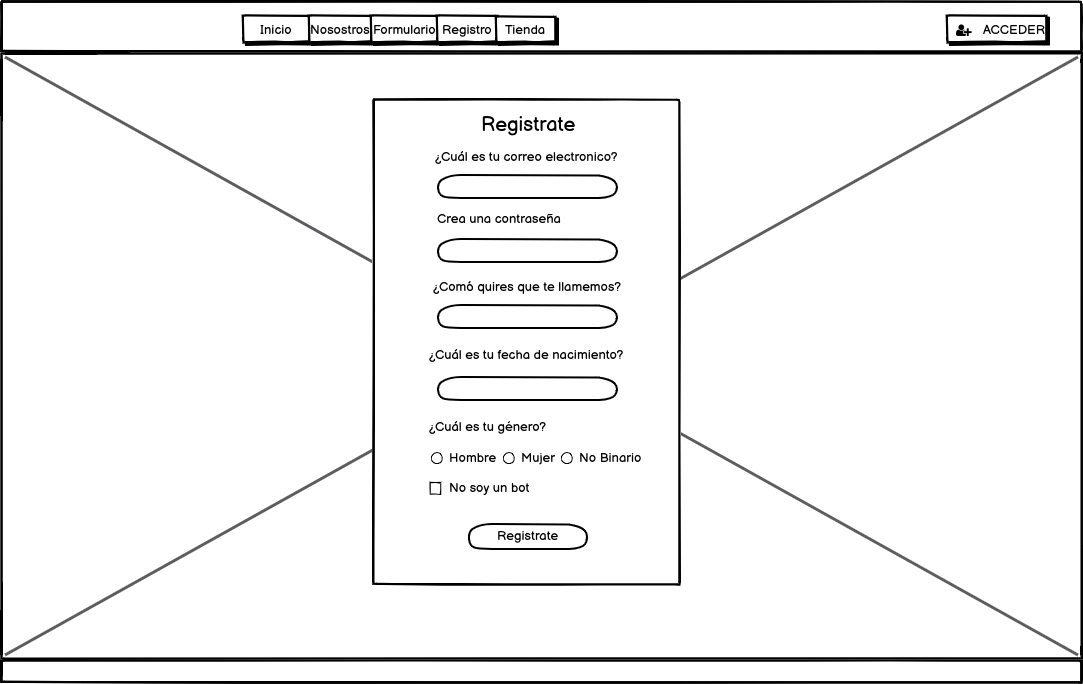 Inicio Nosostros Formulario Registro Tienda ACCEDER
Registrate
¿Cuál es tu correo electronico?
Crea una contraseña
¿Comó quires que te llamemos?
¿Cuál es tu fecha de nacimiento?
¿Cuál es tu género?
Hombre Mujer No Binario
No soy un bot
Registrate